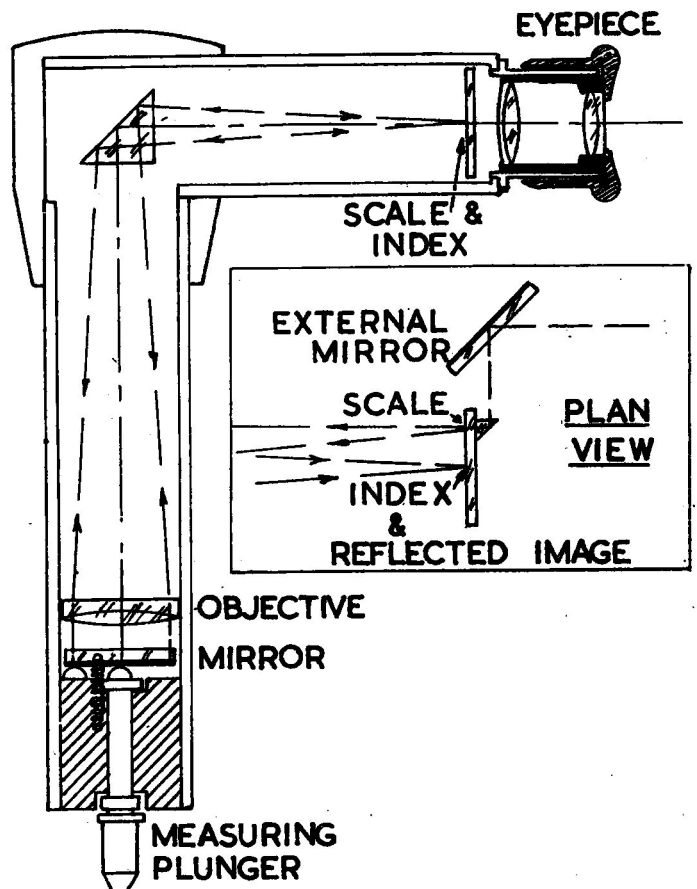 EYEPIECE
SCALE &
INDEX
EXTERNAL
MIRROR
SCALE
PLAN
VIEW
INDEX
&
REFLECTED IMAGE
OBJECTIVE
MIRROR
MEASURING
PLUNGER